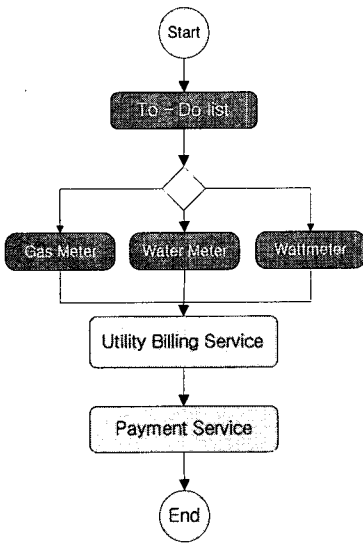 Start
To – Do list
Gas Meter
Water Meter
Wattmeter
Utility Billing Service
Payment Service
End